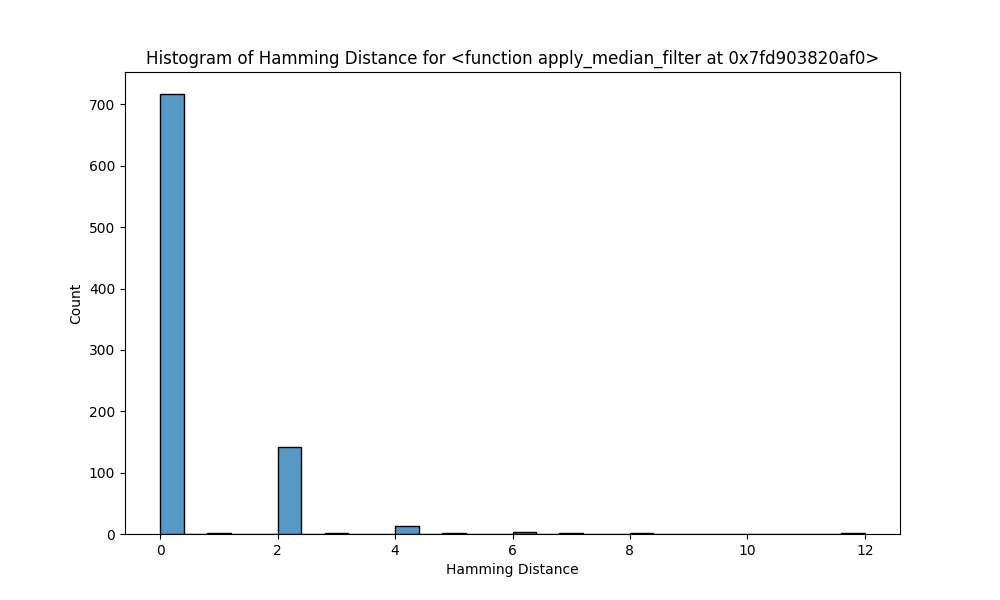 Histogram of Hamming Distance for <function apply_median_filter at 0x7fd903820af0>
700
600
500
400
300
200
100
0
Count
0 2 4 6 8 10 12
Hamming Distance